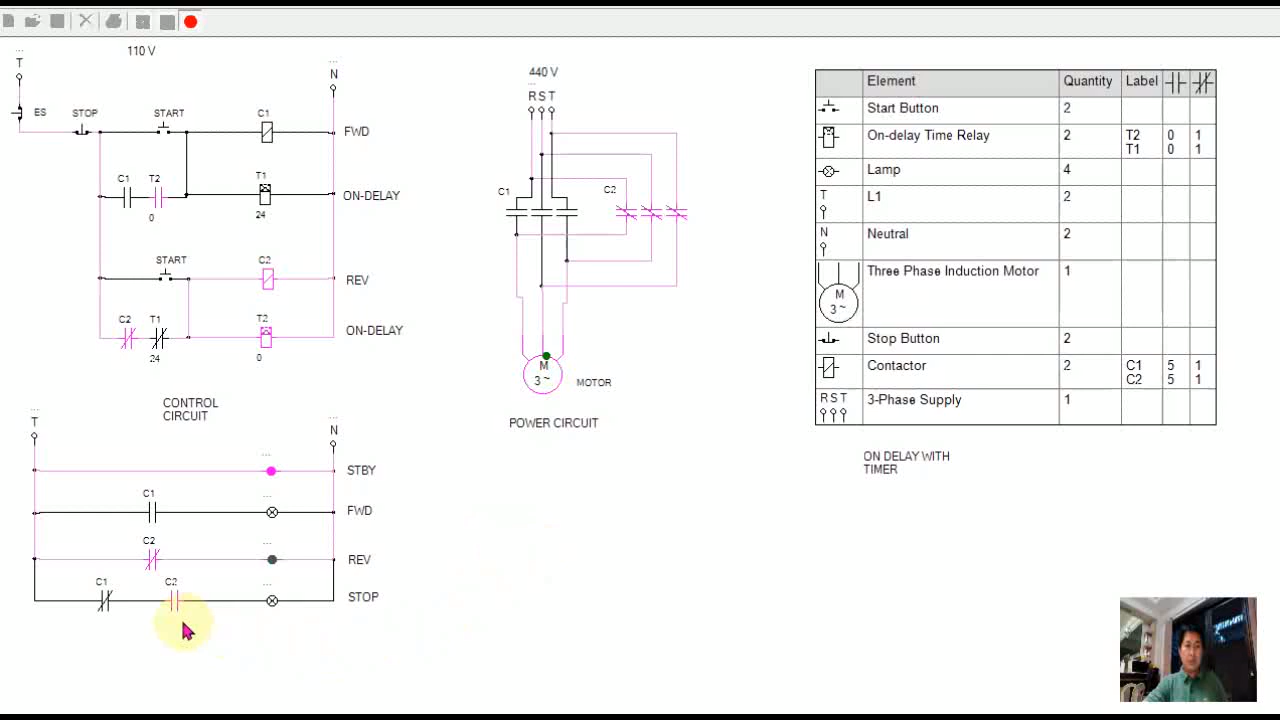 110 V
...
T
...
N
ES
STOP
START
C1
FWD
C1
T2
T1
ON-DELAY
0
24
START
C2
REV
C2
T1
T2
ON-DELAY
24
0
CONTROL
CIRCUIT
...
T
...
N
...
STBY
C1
...
FWD
C2
...
REV
C1
C2
...
STOP
440 V
...
R S T
C1
C2
M
3 ~
MOTOR
POWER CIRCUIT
Element Quantity Label
Start Button 2
On-delay Time Relay 2 T2 0 1
T1 0 1
Lamp 4
T L1 2
N Neutral 2
Three Phase Induction Motor 1
M
3 ~
Stop Button 2
Contactor 2 C1 5 1
C2 5 1
R S T 3-Phase Supply 1
ON DELAY WITH
TIMER